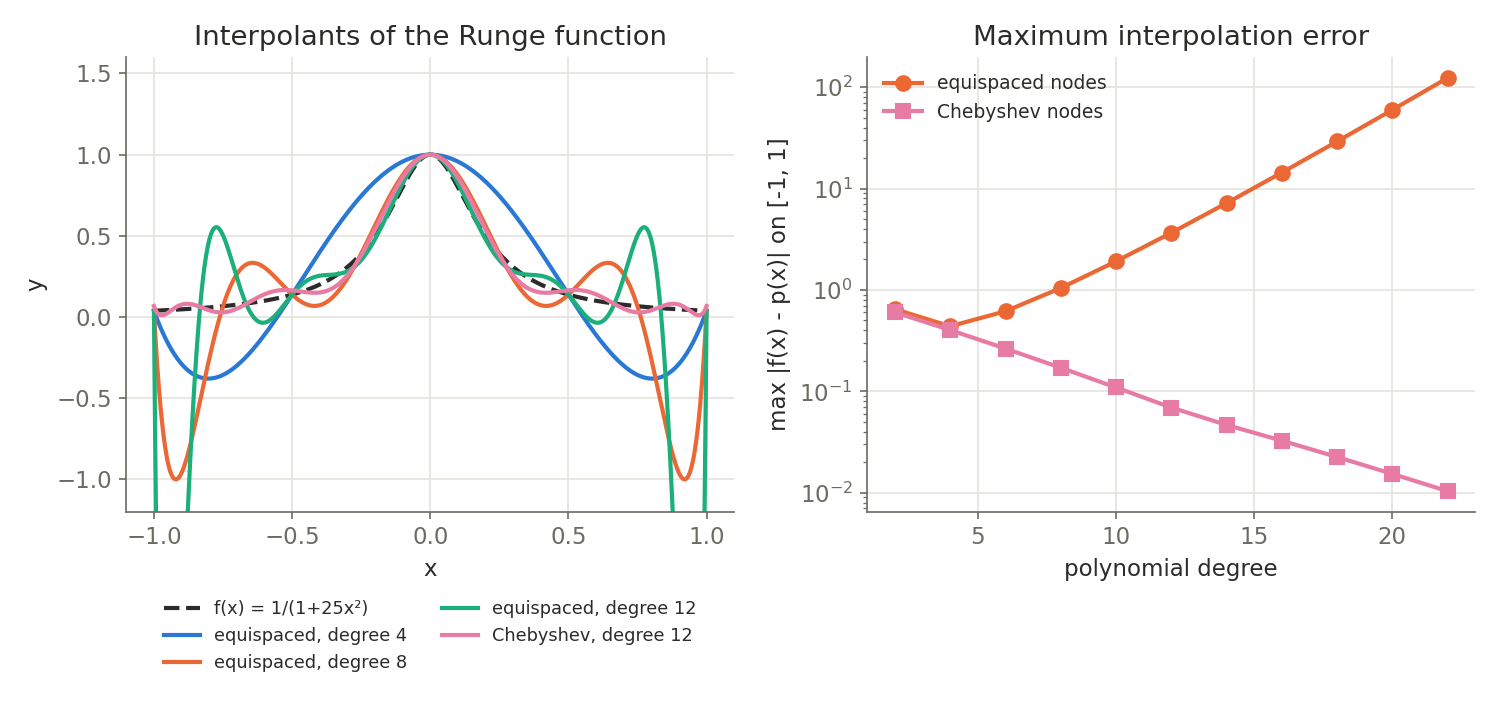 Interpolants of the Runge function
1.5
1.0
0.5
0.0
−0.5
−1.0
y
−1.0 −0.5 0.0 0.5 1.0
x
f(x) = 1/(1+25x²)
equispaced, degree 4
equispaced, degree 8
equispaced, degree 12
Chebyshev, degree 12
Maximum interpolation error
equispaced nodes
Chebyshev nodes
10²
10¹
10⁰
10⁻¹
10⁻²
max |f(x) - p(x)| on [-1, 1]
5 10 15 20
polynomial degree